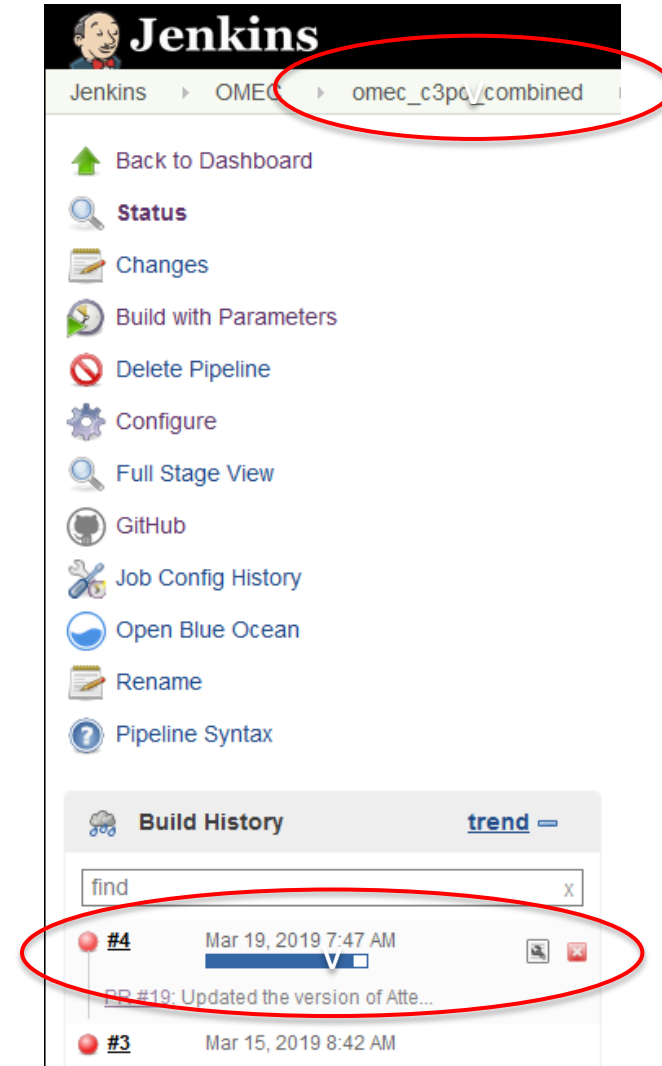 Jenkins
Jenkins OMEC omec_c3po_combined
Back to Dashboard
Status
Changes
Build with Parameters
Delete Pipeline
Configure
Full Stage View
GitHub
Job Config History
Open Blue Ocean
Rename
? Pipeline Syntax
Build History trend
find x
#4 Mar 19, 2019 7:47 AM
PR #19: Updated the version of Atte...
#3 Mar 15, 2019 8:42 AM